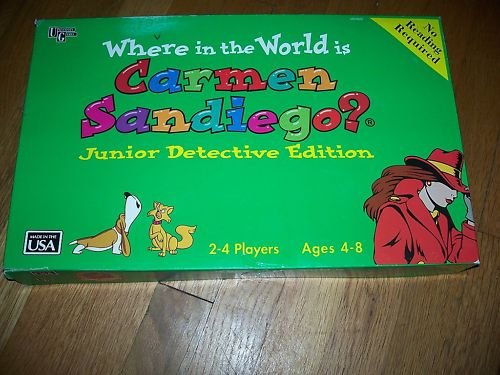 UG
No
Reading
Required
Where in the World is
Carmen
Sandiego?®
Junior Detective Edition
MADE IN THE
USA
2-4 Players
Ages 4-8